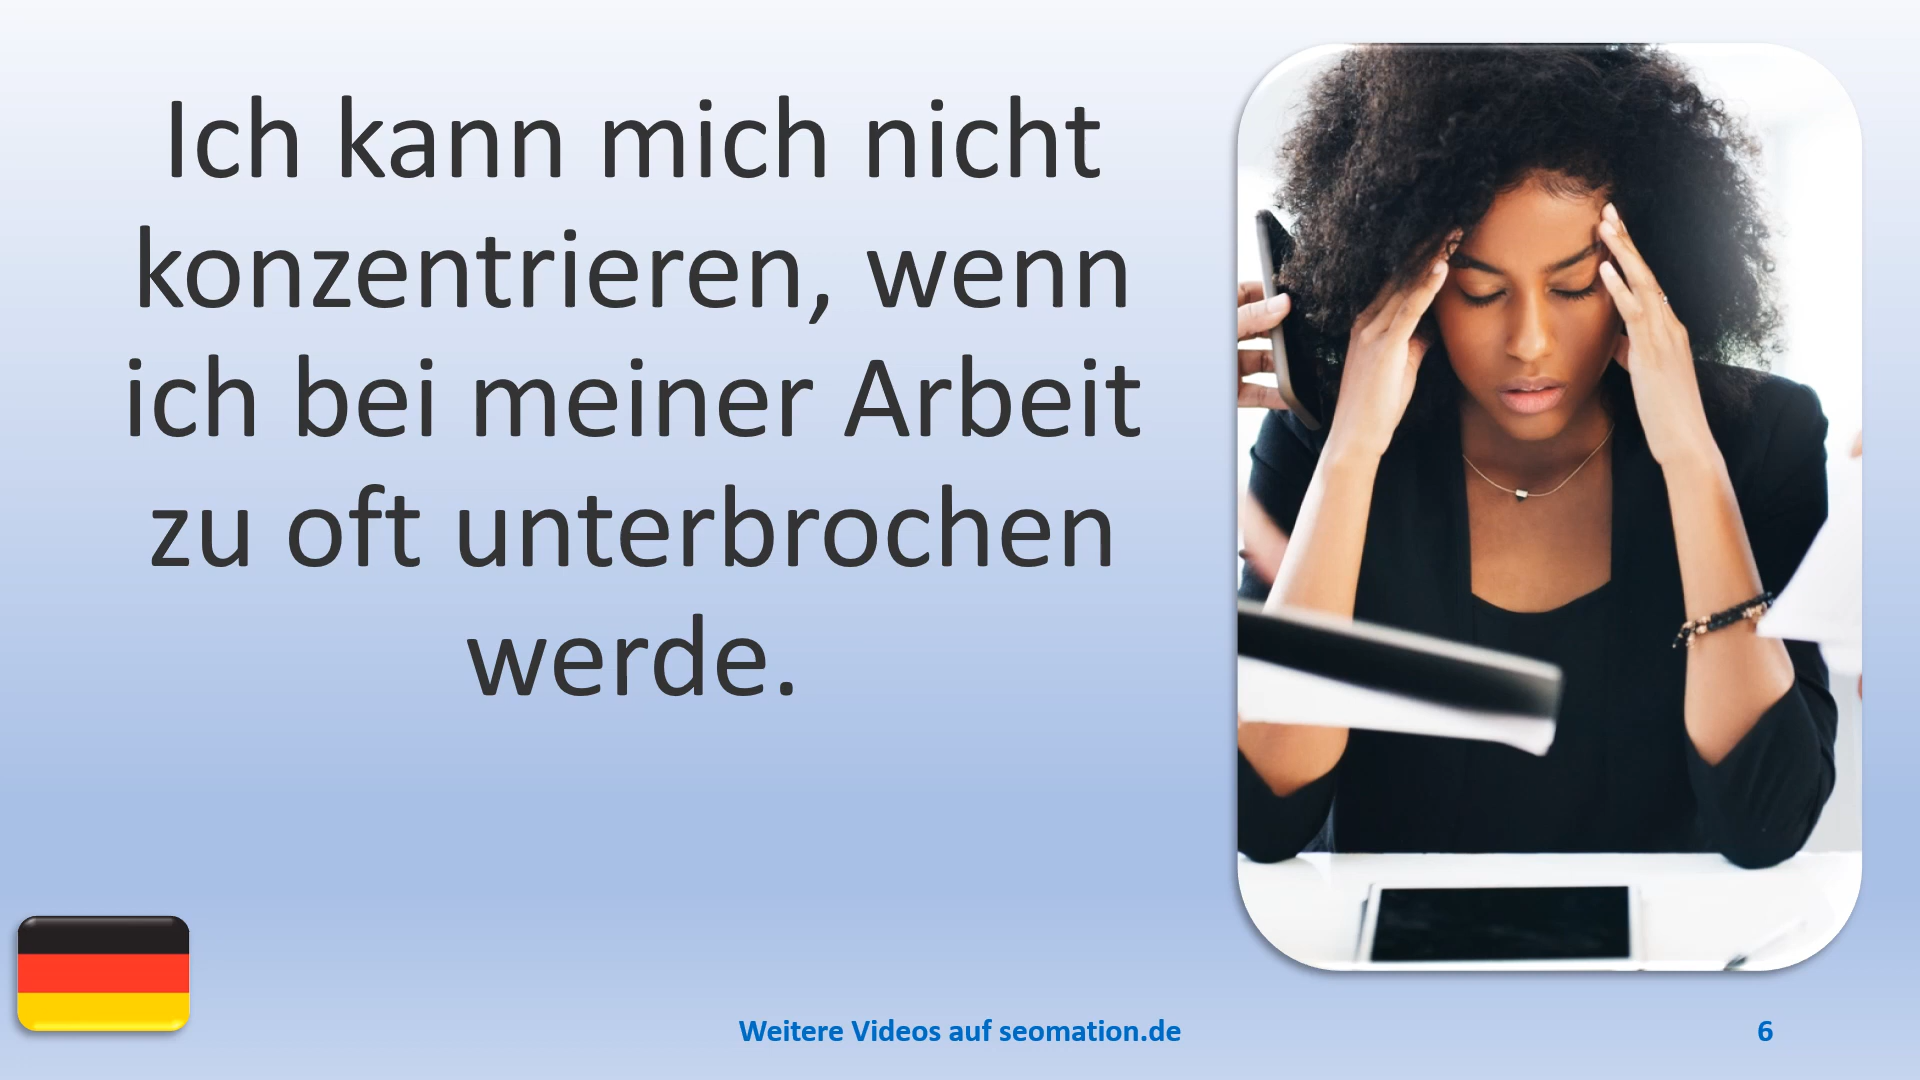 Ich kann mich nicht
konzentrieren, wenn
ich bei meiner Arbeit
zu oft unterbrochen
werde.
Weitere Videos auf seomation.de
6